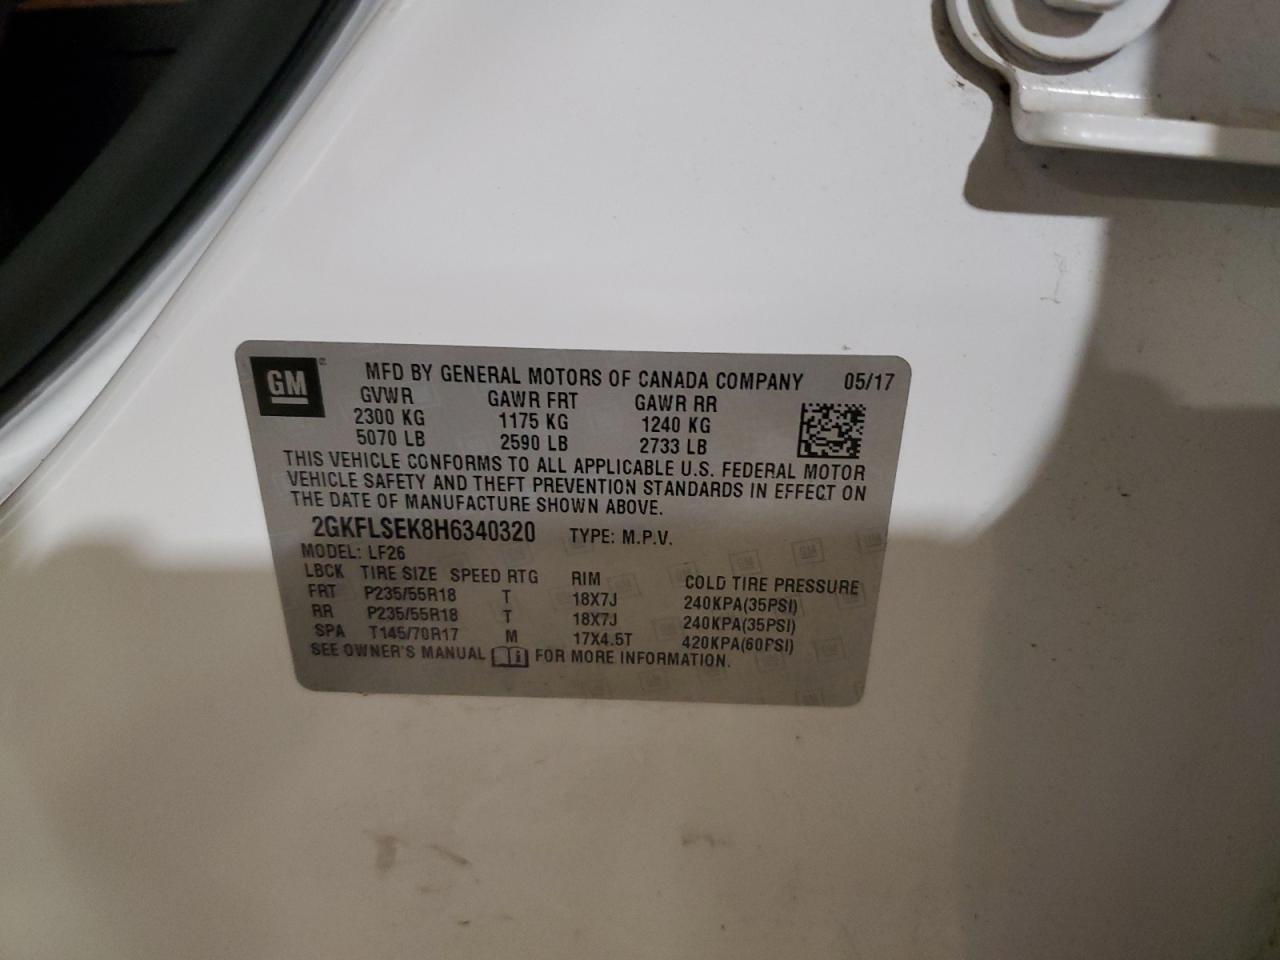 GM
MFD BY GENERAL MOTORS OF CANADA COMPANY 05/17
GVWR GAWR FRT GAWR RR
2300 KG 1175 KG 1240 KG
5070 LB 2590 LB 2733 LB
THIS VEHICLE CONFORMS TO ALL APPLICABLE U.S. FEDERAL MOTOR
VEHICLE SAFETY AND THEFT PREVENTION STANDARDS IN EFFECT ON
THE DATE OF MANUFACTURE SHOWN ABOVE.
2GKFLSEK8H6340320 TYPE: M.P.V.
MODEL: LF26
LBCK TIRE SIZE SPEED RTG RIM COLD TIRE PRESSURE
FRT P235/55R18 T 18X7J 240KPA(35PSI)
RR P235/55R18 T 18X7J 240KPA(35PSI)
SPA T145/70R17 M 17X4.5T 420KPA(60PSI)
SEE OWNER'S MANUAL FOR MORE INFORMATION.